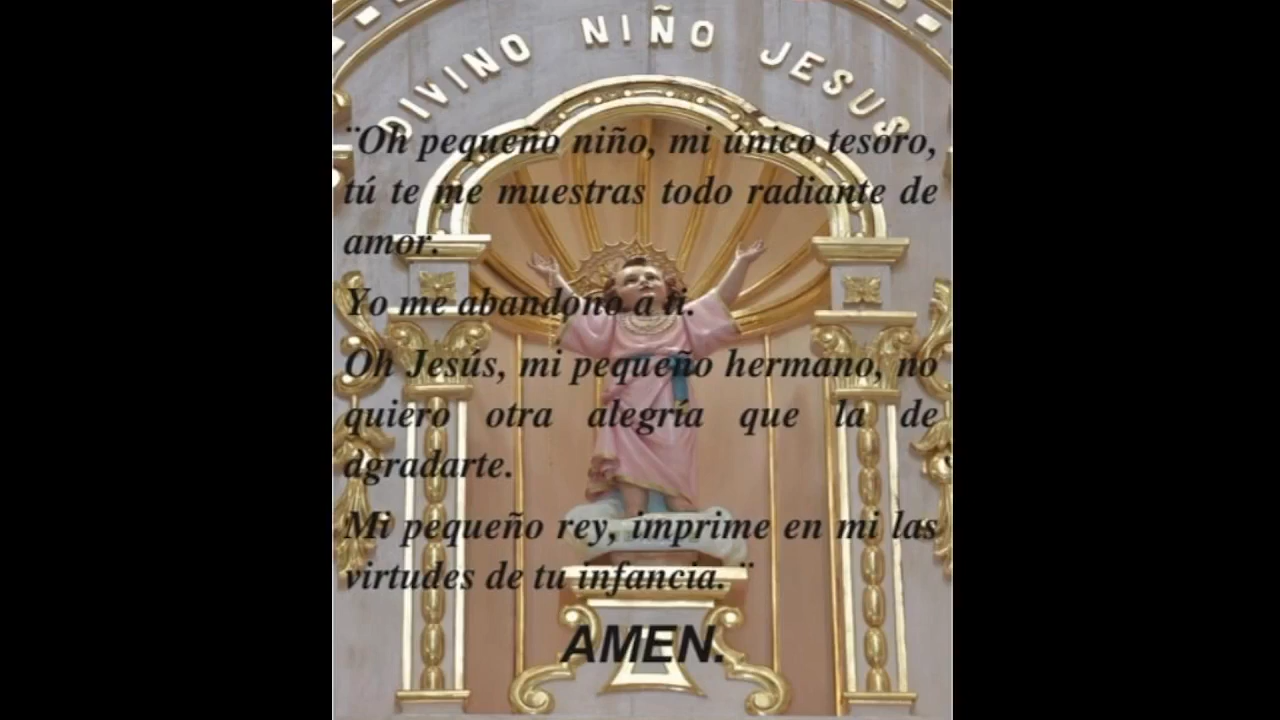 DIVINO NIÑO JESUS
¨Oh pequeño niño, mi único tesoro,
tú te me muestras todo radiante de
amor.
Yo me abandono a ti.
Oh Jesús, mi pequeño hermano, no
quiero otra alegría que la de
agradarte.
Mi pequeño rey, imprime en mi las
virtudes de tu infancia.¨
AMEN.